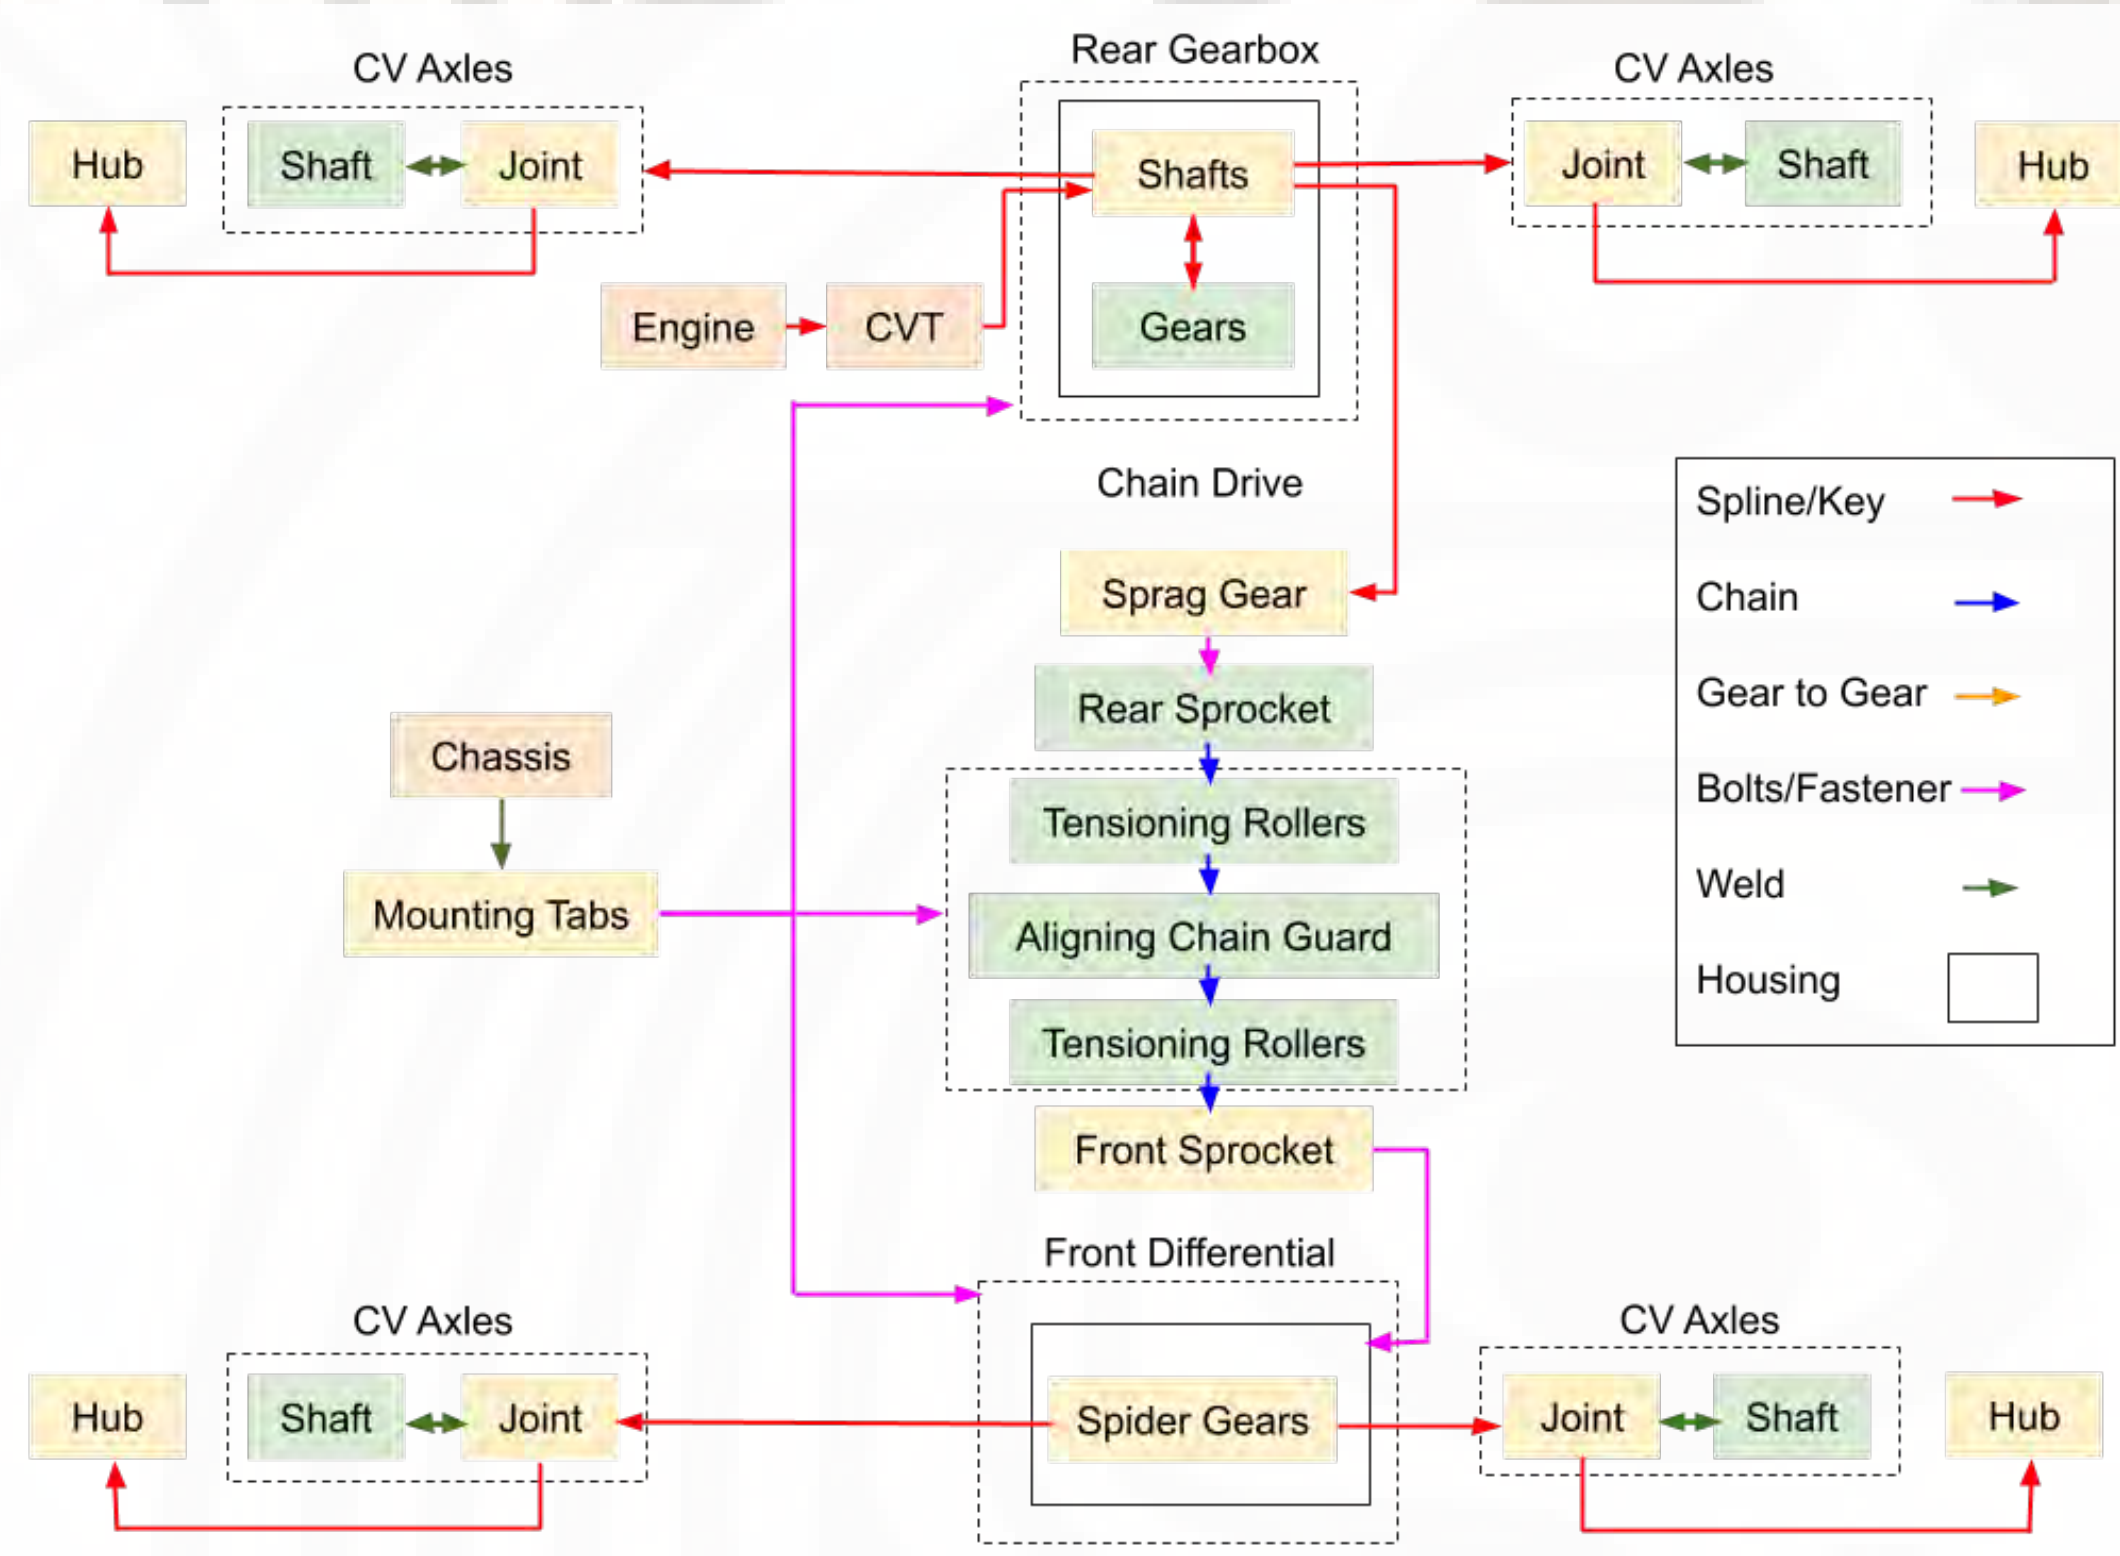 Rear Gearbox
CV Axles
CV Axles
Hub
Shaft
Joint
Shafts
Joint
Shaft
Hub
Engine
CVT
Gears
Chain Drive
Spline/Key
Sprag Gear
Chain
Rear Sprocket
Gear to Gear
Chassis
Bolts/Fastener
Tensioning Rollers
Weld
Mounting Tabs
Aligning Chain Guard
Housing
Tensioning Rollers
Front Sprocket
Front Differential
CV Axles
CV Axles
Hub
Shaft
Joint
Spider Gears
Joint
Shaft
Hub